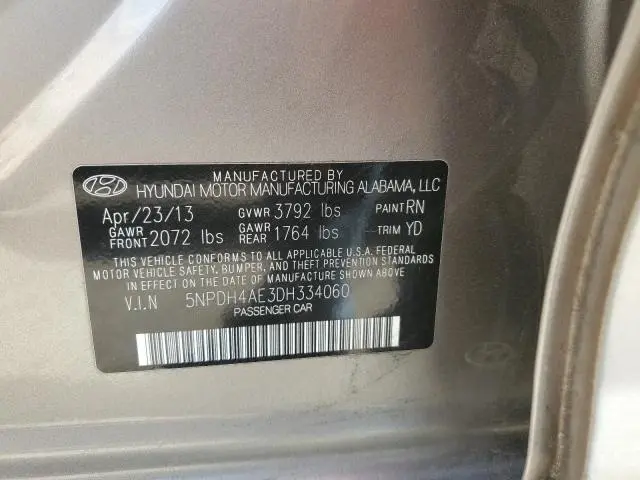 MANUFACTURED BY
HYUNDAI MOTOR MANUFACTURING ALABAMA, LLC
Apr/23/13 GVWR 3792 lbs PAINT RN
GAWR FRONT 2072 lbs GAWR REAR 1764 lbs TRIM YD
THIS VEHICLE CONFORMS TO ALL APPLICABLE U.S.A. FEDERAL
MOTOR VEHICLE SAFETY, BUMPER, AND THEFT PREVENTION STANDARDS
IN EFFECT ON THE DATE OF MANUFACTURE SHOWN ABOVE.
V.I.N 5NPDH4AE3DH334060
PASSENGER CAR